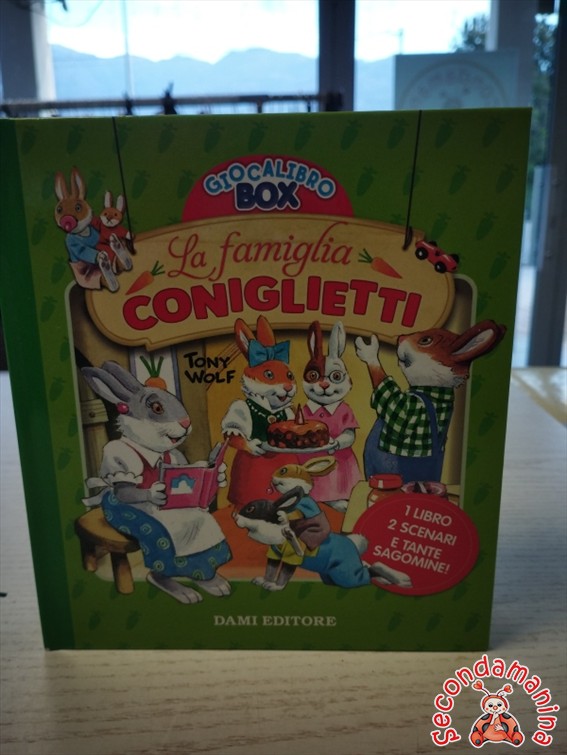 GIOCALIBRO
BOX
La famiglia
CONIGLIETTI
TONY
WOLF
1 LIBRO
2 SCENARI
E TANTE
SAGOMINE!
DAMI EDITORE
Secondamanina